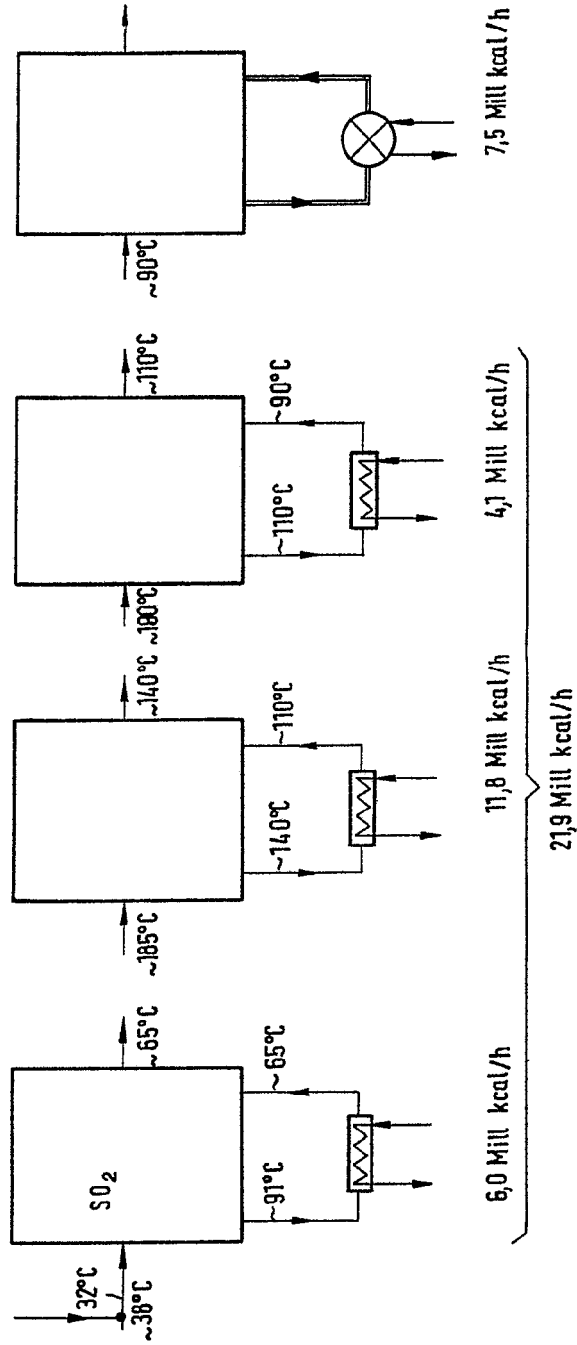 32°C
~38°C
SO₂
~65°C
~91°C
~65°C
6,0 Mill kcal/h
~185°C
~140°C
~140°C
~110°C
11,8 Mill kcal/h
~180°C
~110°C
~110°C
~90°C
4,1 Mill kcal/h
21,9 Mill kcal/h
~90°C
7,5 Mill kcal/h